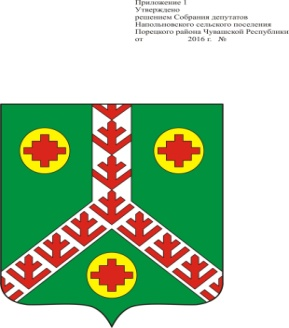 Приложение 1
Утверждено
решением Собрания депутатов
Напольновского сельского поселения
Порецкого района Чувашской Республики
от 2016 г. №